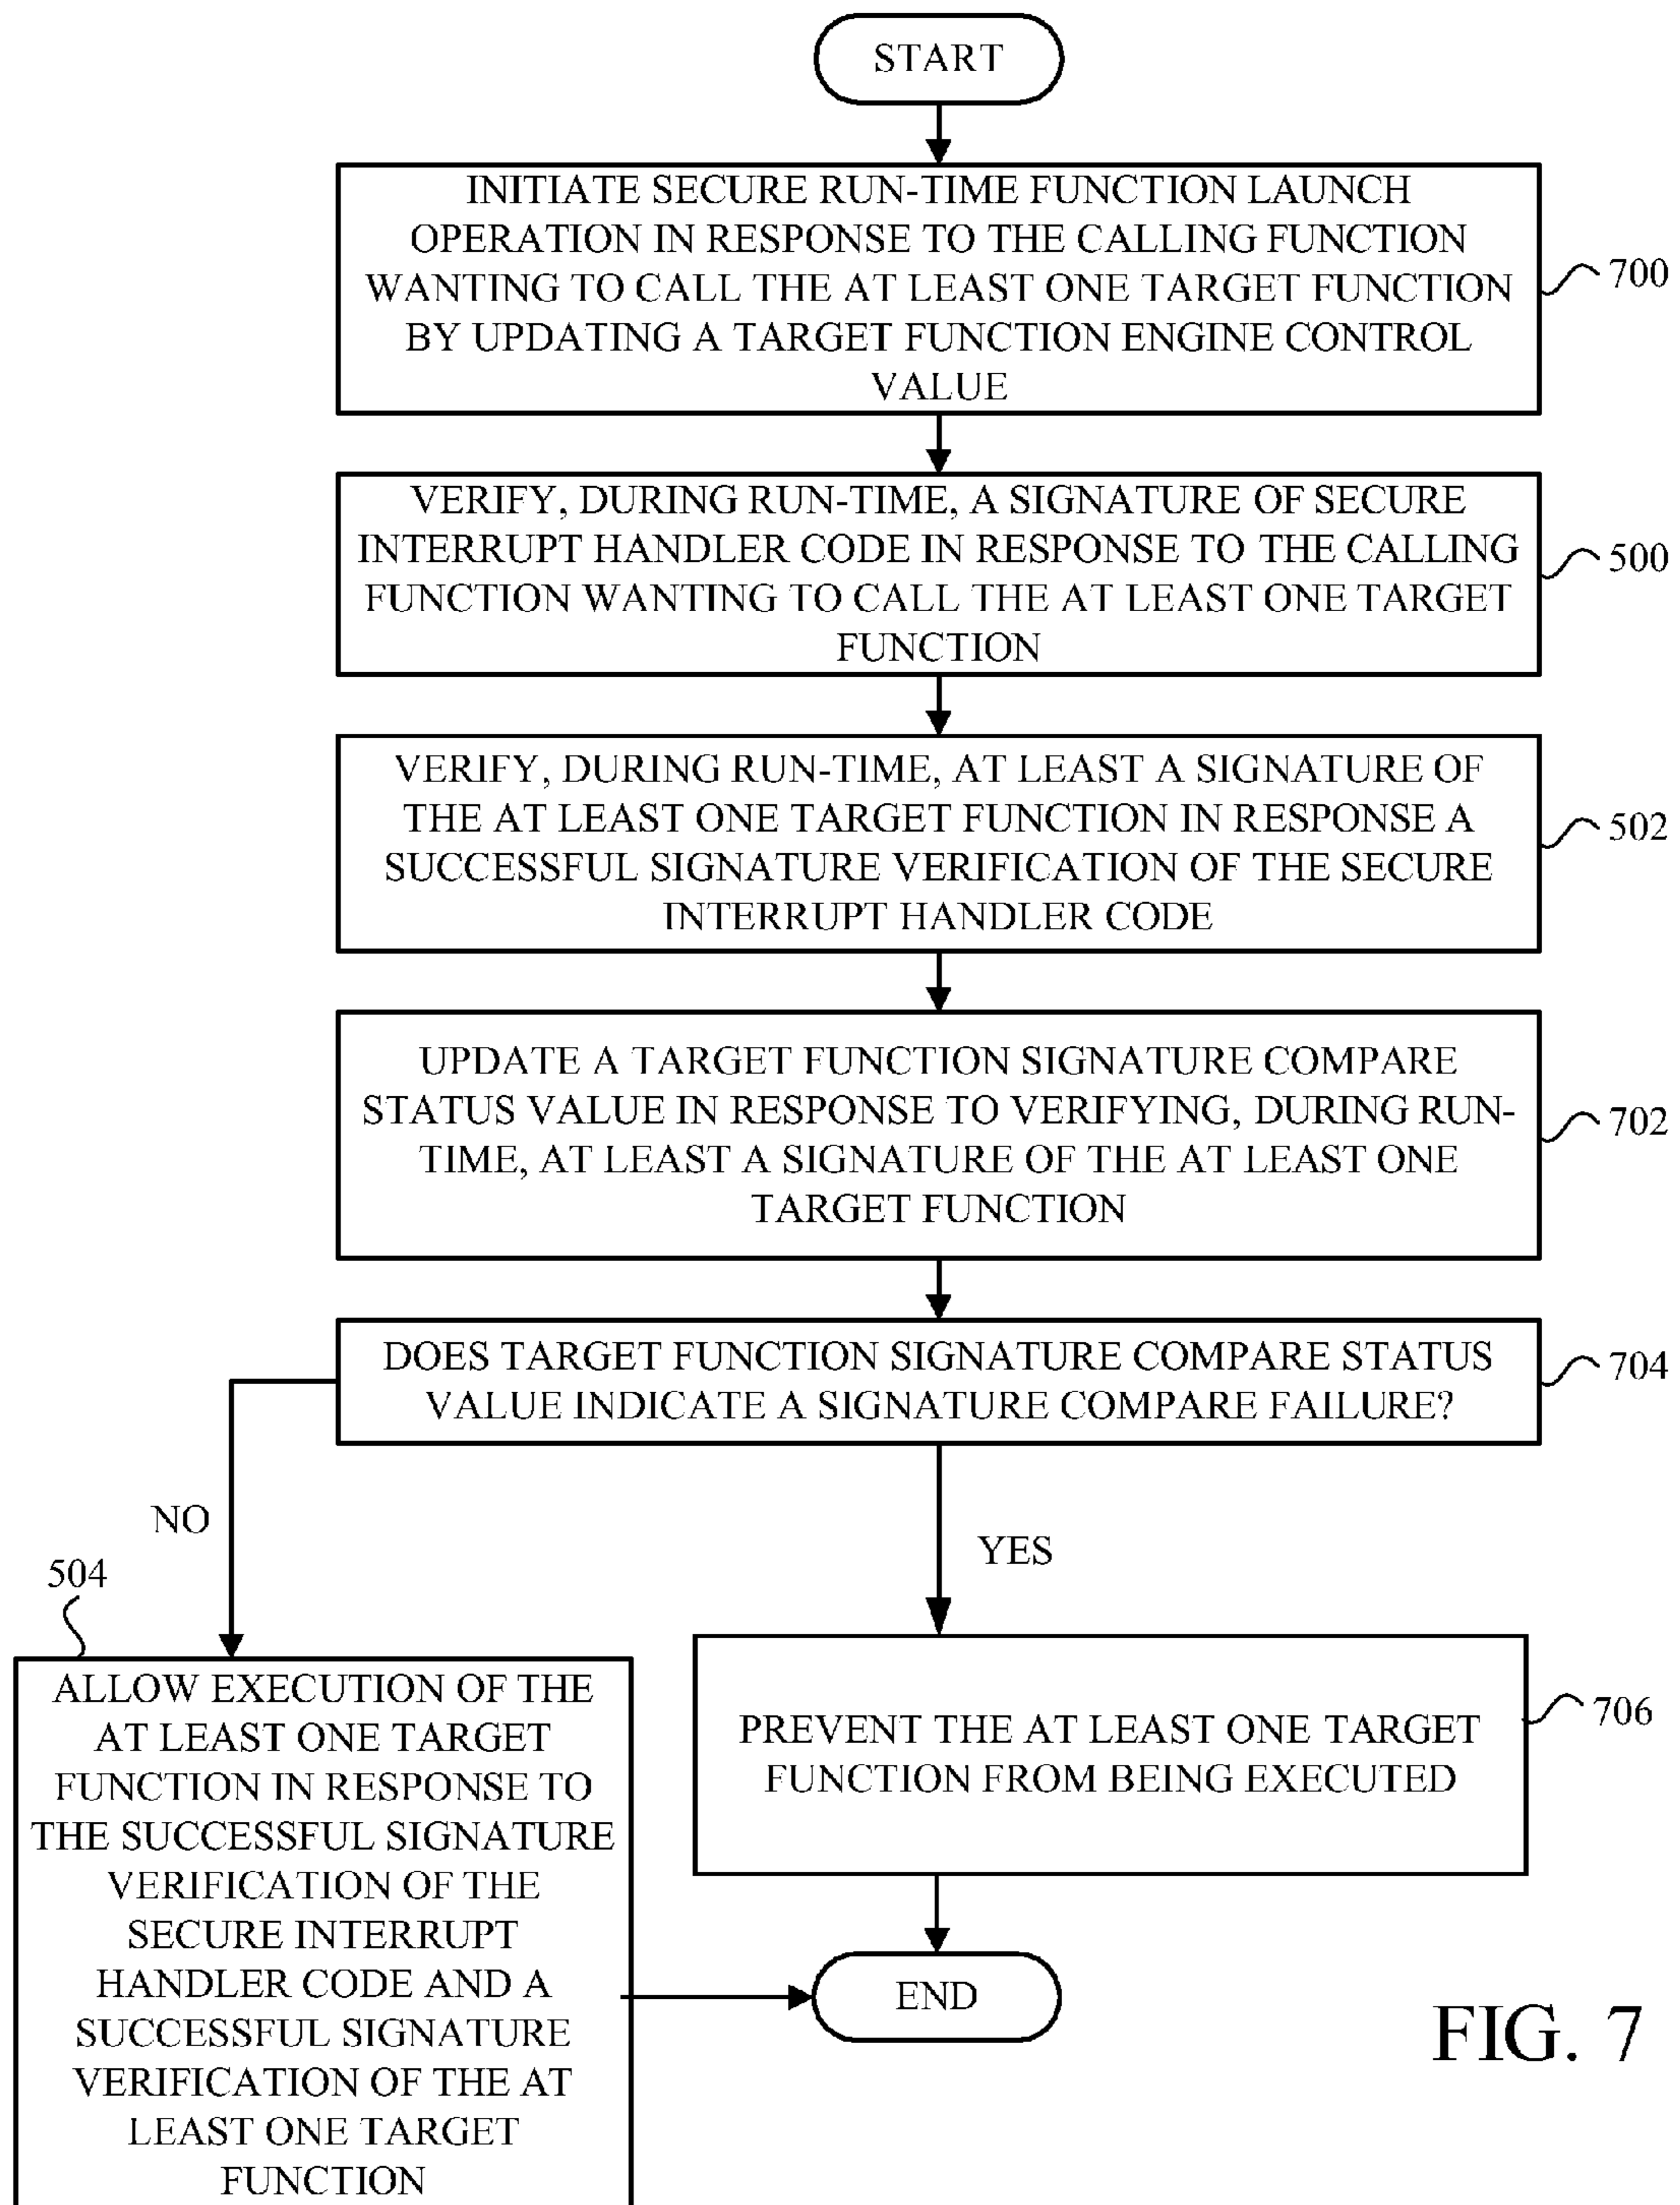 START
INITIATE SECURE RUN-TIME FUNCTION LAUNCH
OPERATION IN RESPONSE TO THE CALLING FUNCTION
WANTING TO CALL THE AT LEAST ONE TARGET FUNCTION
BY UPDATING A TARGET FUNCTION ENGINE CONTROL
VALUE
700
VERIFY, DURING RUN-TIME, A SIGNATURE OF SECURE
INTERRUPT HANDLER CODE IN RESPONSE TO THE CALLING
FUNCTION WANTING TO CALL THE AT LEAST ONE TARGET
FUNCTION
500
VERIFY, DURING RUN-TIME, AT LEAST A SIGNATURE OF
THE AT LEAST ONE TARGET FUNCTION IN RESPONSE A
SUCCESSFUL SIGNATURE VERIFICATION OF THE SECURE
INTERRUPT HANDLER CODE
502
UPDATE A TARGET FUNCTION SIGNATURE COMPARE
STATUS VALUE IN RESPONSE TO VERIFYING, DURING RUN-
TIME, AT LEAST A SIGNATURE OF THE AT LEAST ONE
TARGET FUNCTION
702
DOES TARGET FUNCTION SIGNATURE COMPARE STATUS
VALUE INDICATE A SIGNATURE COMPARE FAILURE?
704
NO
YES
504
ALLOW EXECUTION OF THE
AT LEAST ONE TARGET
FUNCTION IN RESPONSE TO
THE SUCCESSFUL SIGNATURE
VERIFICATION OF THE
SECURE INTERRUPT
HANDLER CODE AND A
SUCCESSFUL SIGNATURE
VERIFICATION OF THE AT
LEAST ONE TARGET
FUNCTION
PREVENT THE AT LEAST ONE TARGET
FUNCTION FROM BEING EXECUTED
706
END
FIG. 7